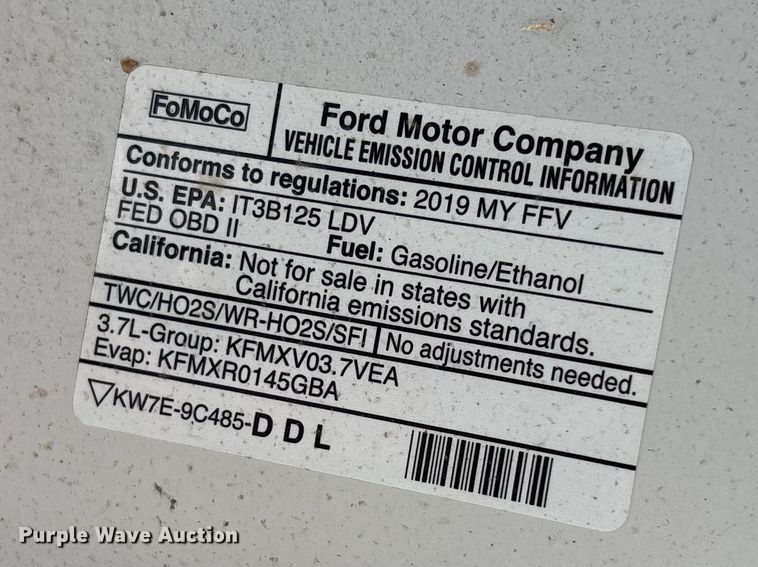 FoMoCo
Ford Motor Company
VEHICLE EMISSION CONTROL INFORMATION
Conforms to regulations: 2019 MY FFV
U.S. EPA: IT3B125 LDV
FED OBD II Fuel: Gasoline/Ethanol
California: Not for sale in states with
California emissions standards.
TWC/HO2S/WR-HO2S/SFI No adjustments needed.
3.7L-Group: KFMXV03.7VEA
Evap: KFMXR0145GBA
▽KW7E-9C485-D D L
Purple Wave Auction